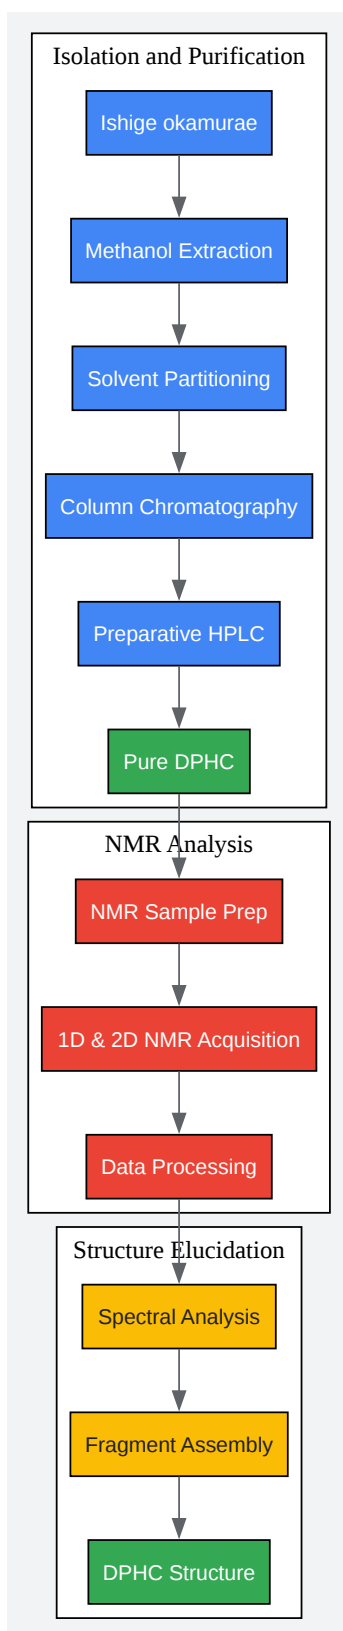 Isolation and Purification
Ishige okamurae
Methanol Extraction
Solvent Partitioning
Column Chromatography
Preparative HPLC
Pure DPHC
NMR Analysis
NMR Sample Prep
1D & 2D NMR Acquisition
Data Processing
Structure Elucidation
Spectral Analysis
Fragment Assembly
DPHC Structure